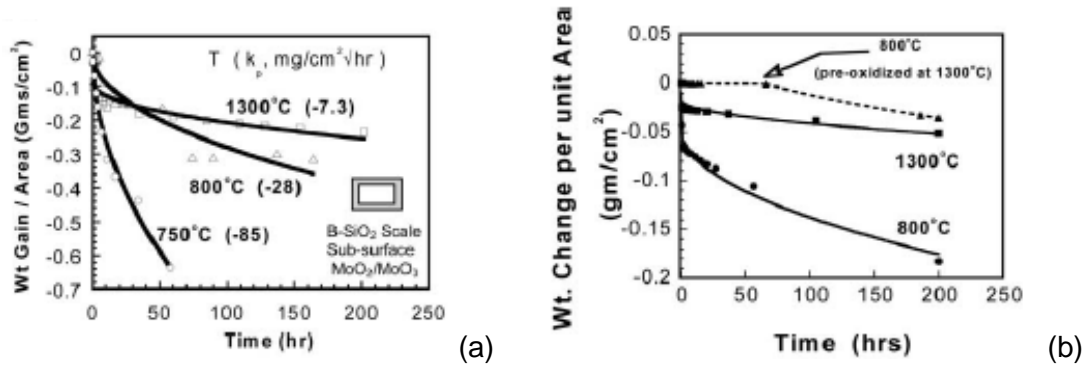 Wt Gain / Area (Gms/cm²)
0
-0.1
-0.2
-0.3
-0.4
-0.5
-0.6
-0.7
T ( kₚ, mg/cm²√hr)
1300°C (-7.3)
800°C (-28)
750°C (-85)
B-SiO₂ Scale
Sub-surface
MoO₂/MoO₃
0 50 100 150 200 250
Time (hr)
(a)
Wt. Change per unit Area
(gm/cm²)
0.05
0
-0.05
-0.1
-0.15
-0.2
800°C
(pre-oxidized at 1300°C)
1300°C
800°C
0 50 100 150 200 250
Time (hrs)
(b)